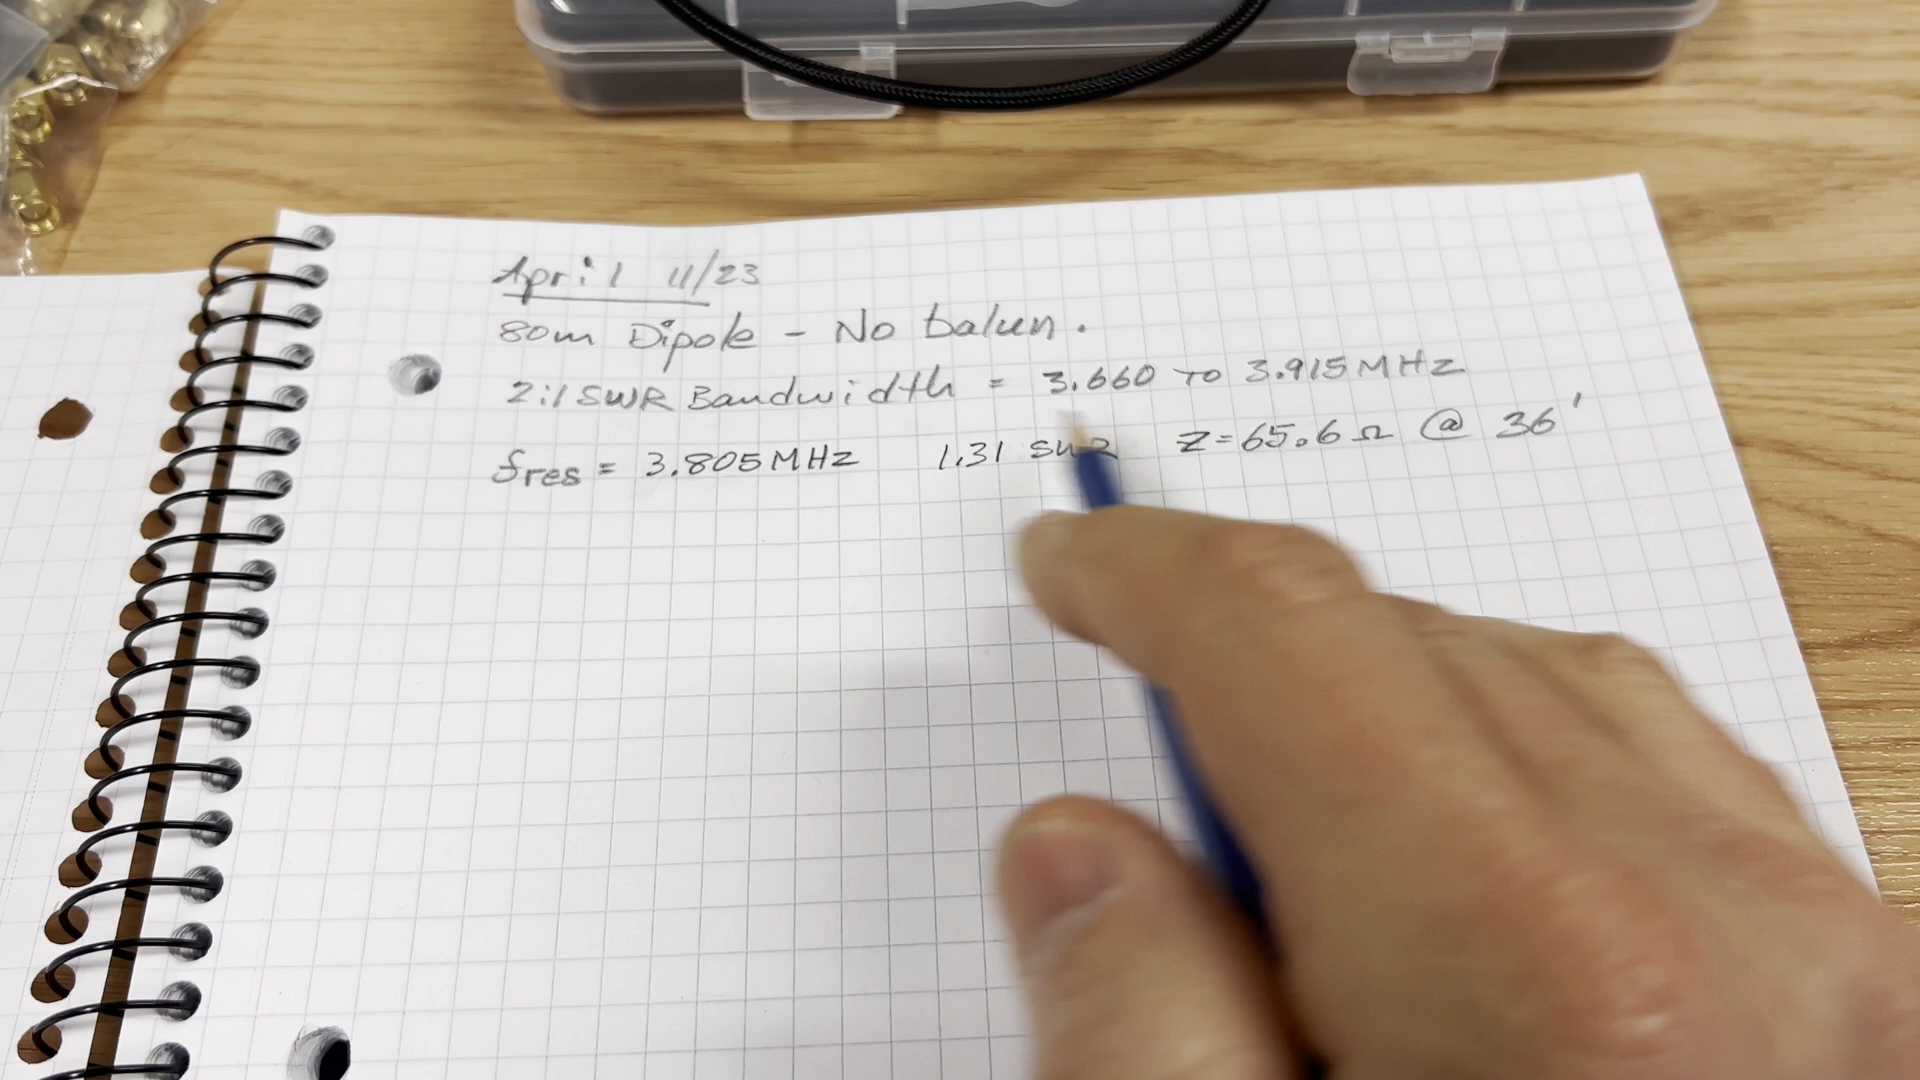 April 11/23
80m Dipole - No balun.
2:1 SWR Bandwidth = 3.660 TO 3.915 MHZ
fres = 3.805 MHZ 1.31 SWR Z = 65.6 Ω @ 36'